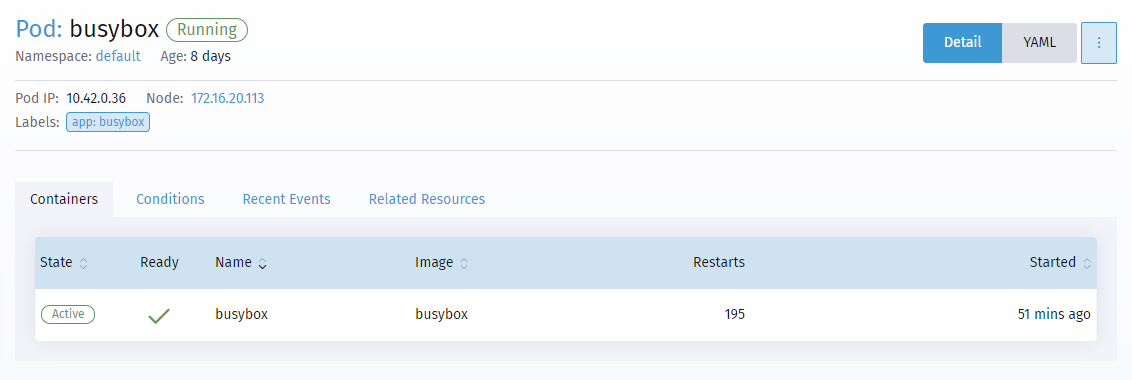 Pod: busybox Running
Detail YAML
Namespace: default Age: 8 days
Pod IP: 10.42.0.36 Node: 172.16.20.113
Labels: app: busybox
Containers Conditions Recent Events Related Resources
State Ready Name Image Restarts Started
Active busybox busybox 195 51 mins ago